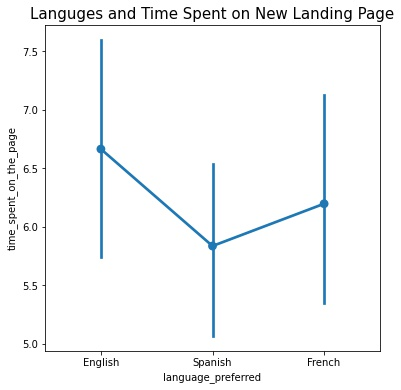 Languges and Time Spent on New Landing Page
7.5
7.0
6.5
6.0
5.5
5.0
time_spent_on_the_page
English Spanish French
language_preferred